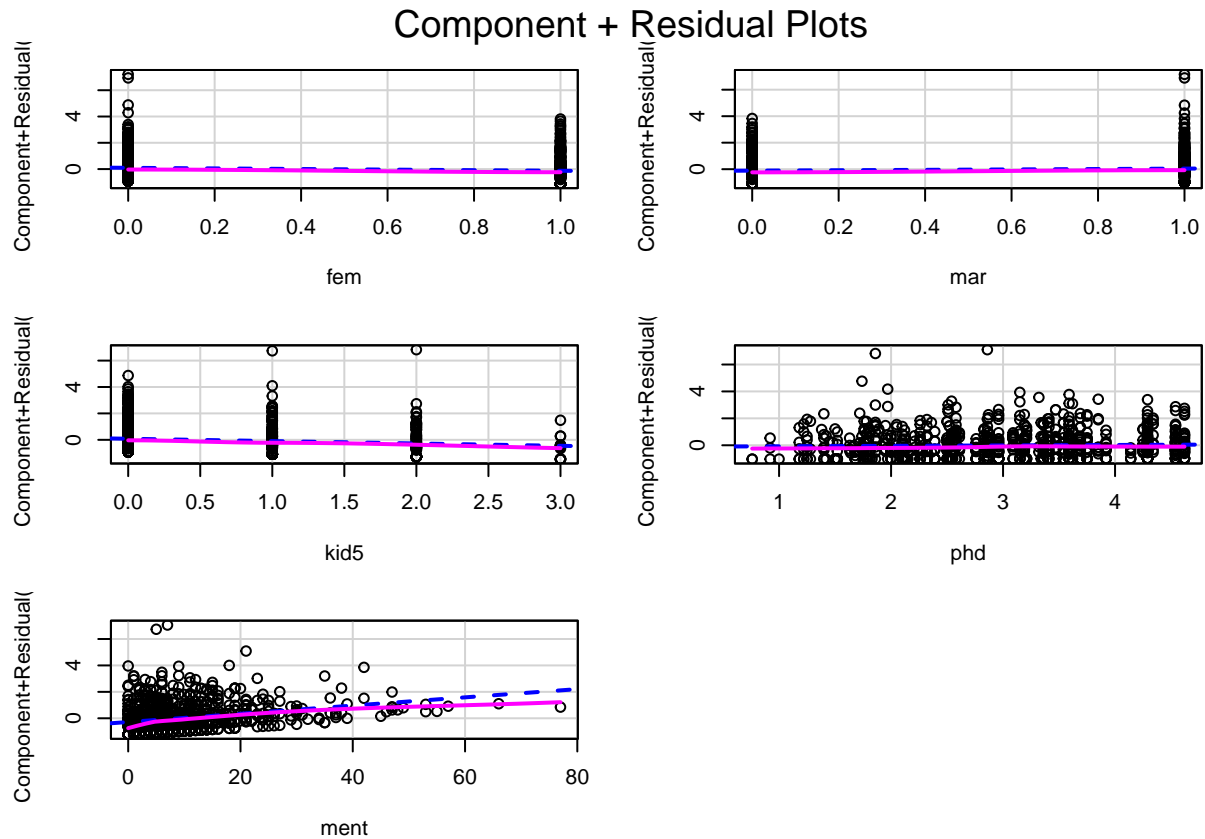 Component + Residual Plots
Component+Residual(
4
0
0.0 0.2 0.4 0.6 0.8 1.0
fem
Component+Residual(
4
0
0.0 0.2 0.4 0.6 0.8 1.0
mar
Component+Residual(
4
0
0.0 0.5 1.0 1.5 2.0 2.5 3.0
kid5
Component+Residual(
4
0
1 2 3 4
phd
Component+Residual(
4
0
0 20 40 60 80
ment